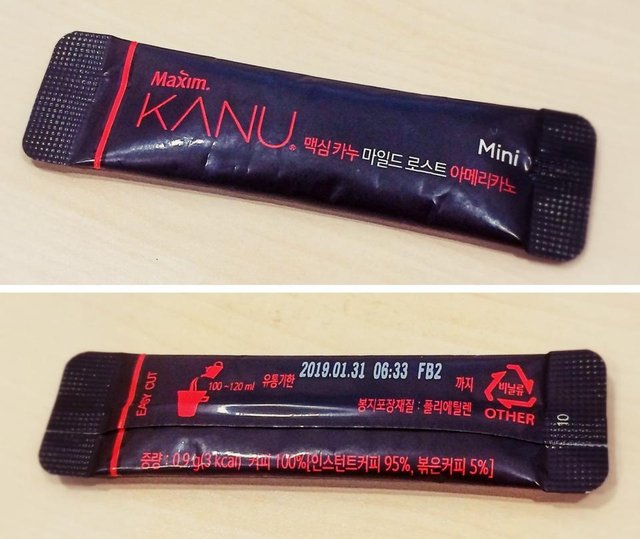 Maxim.
KANU®
맥심 카누 마일드 로스트 아메리카노
Mini
EASY CUT
100~120 ml
유통기한 2019.01.31 06:33 FB2 까지
봉지포장재질 : 폴리에틸렌
비닐류
OTHER
10
중량 : 0.9 g(3 kcal) 커피 100%[인스턴트커피 95%, 볶은커피 5%]